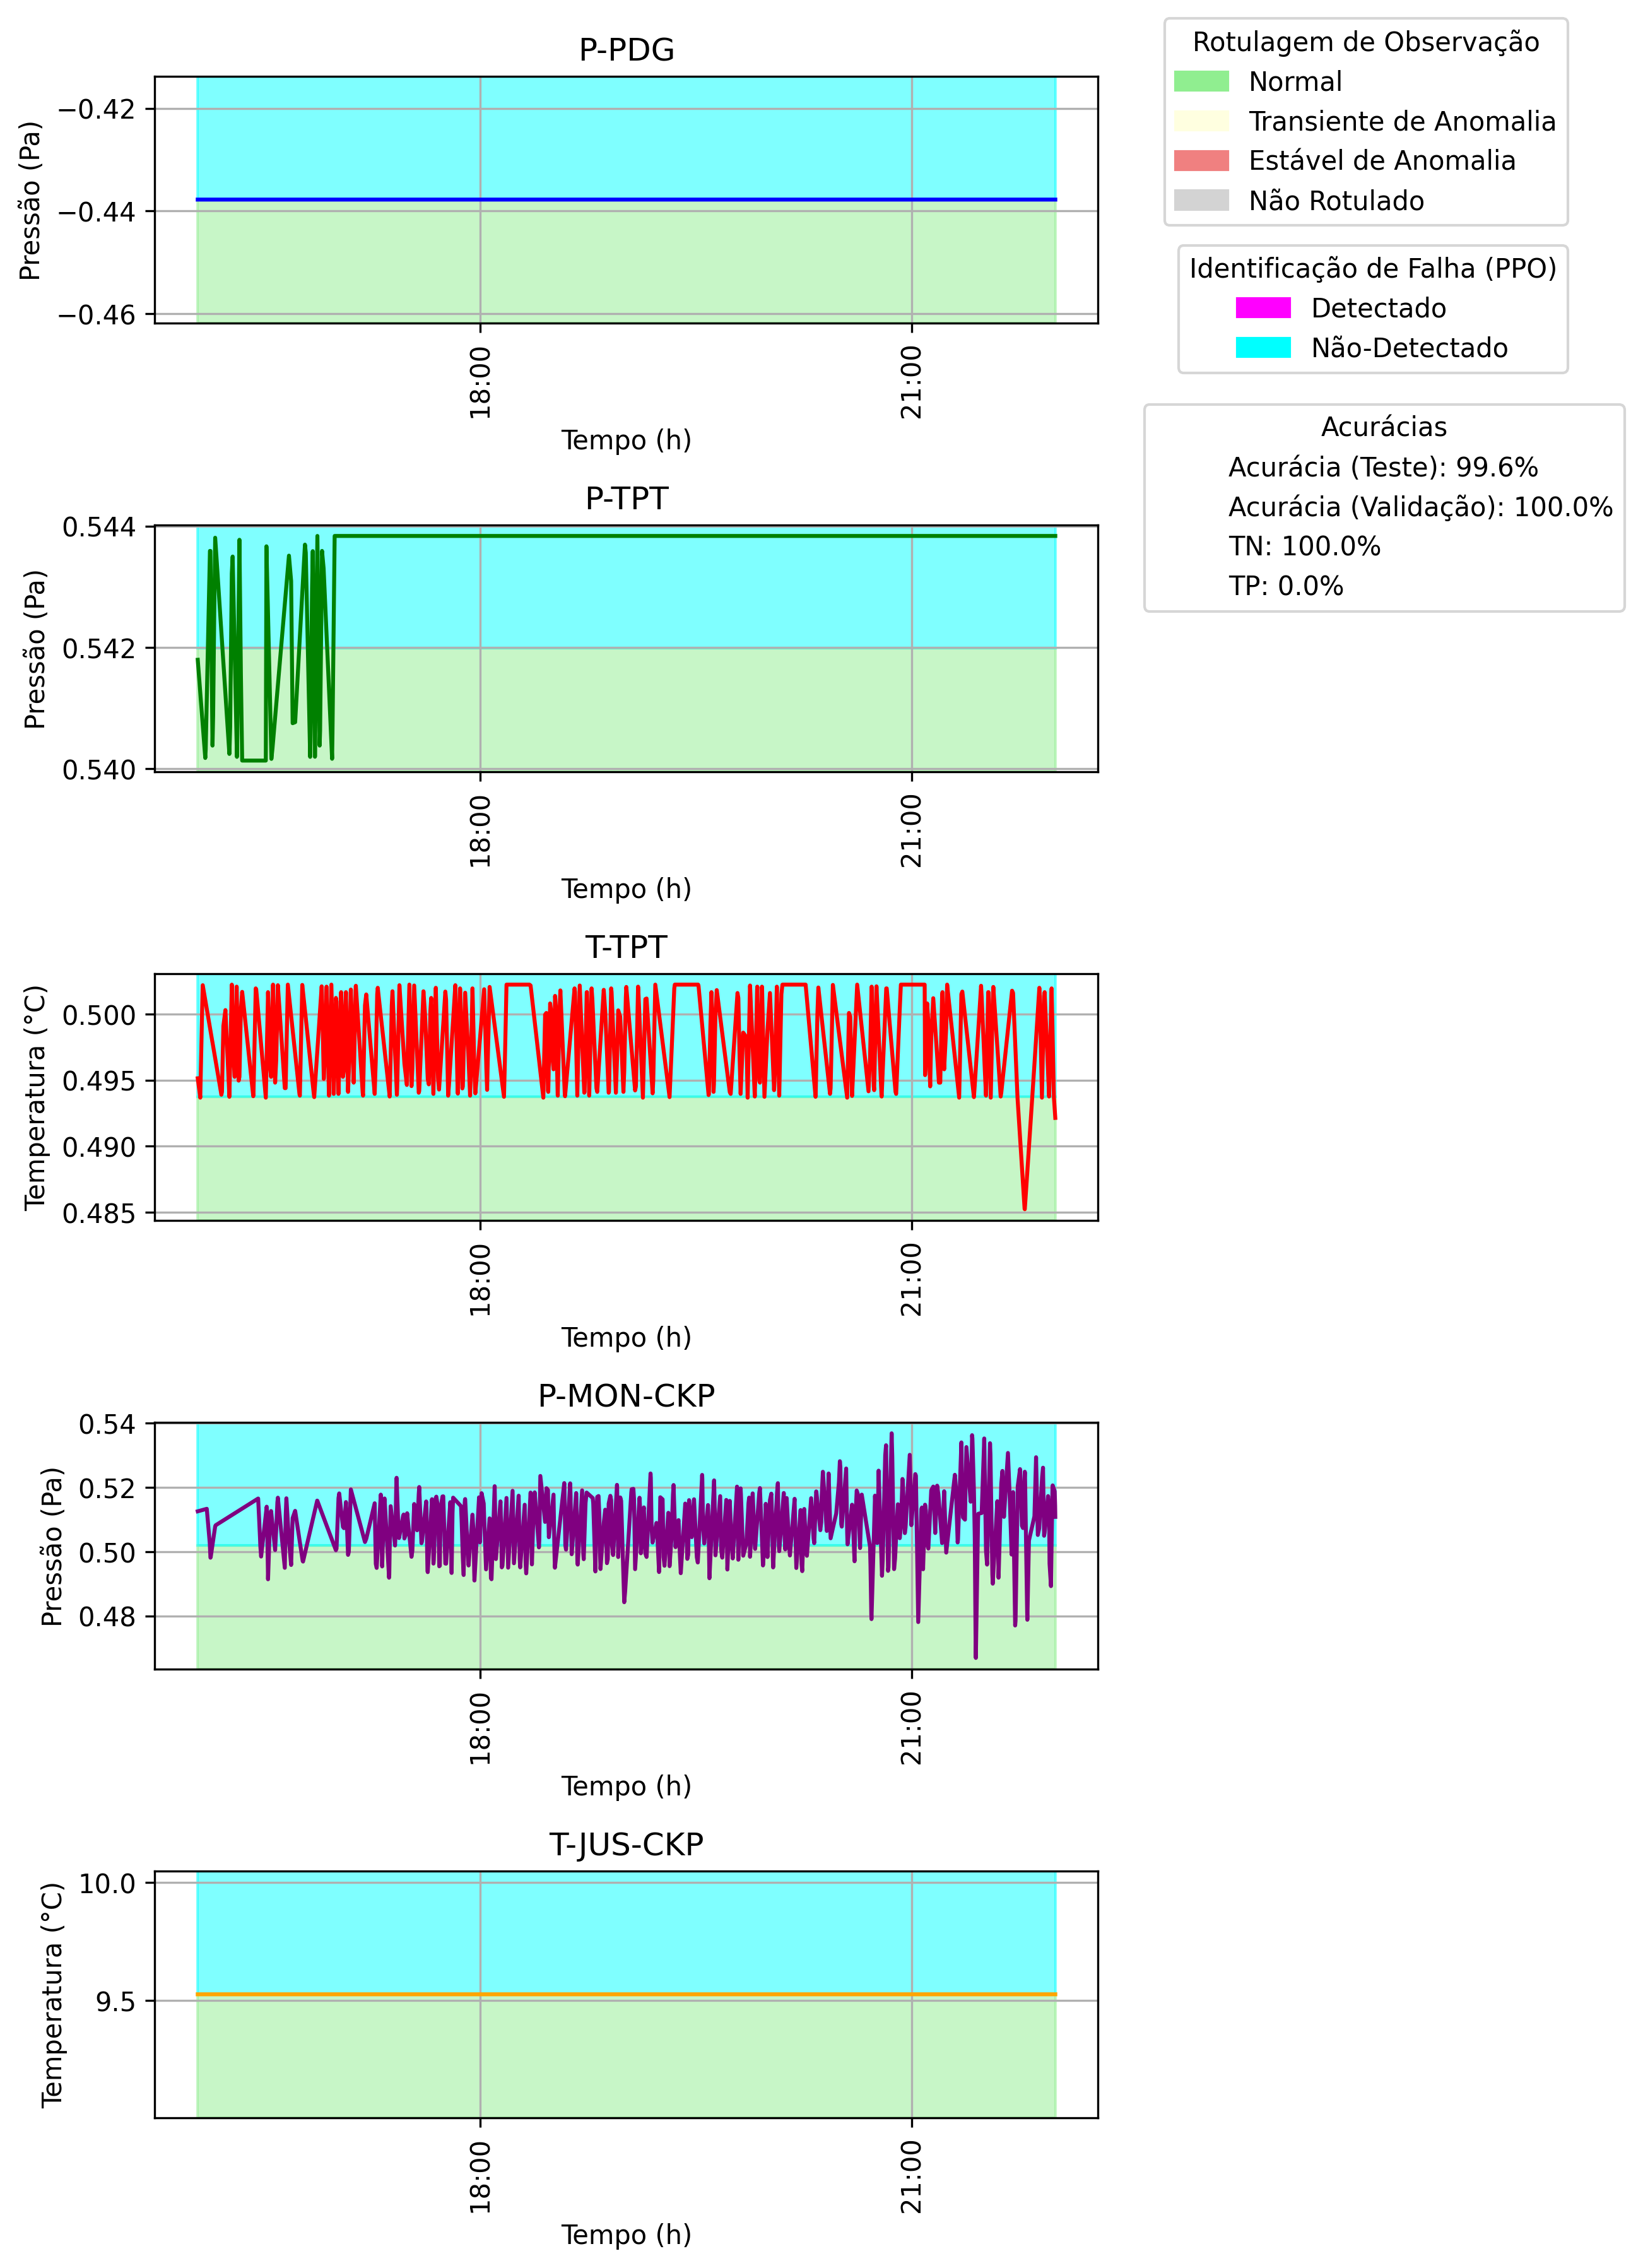 P-PDG
Pressão (Pa)
−0.42
−0.44
−0.46
18:00
21:00
Tempo (h)
P-TPT
Pressão (Pa)
0.544
0.542
0.540
18:00
21:00
Tempo (h)
T-TPT
Temperatura (°C)
0.500
0.495
0.490
0.485
18:00
21:00
Tempo (h)
P-MON-CKP
Pressão (Pa)
0.54
0.52
0.50
0.48
18:00
21:00
Tempo (h)
T-JUS-CKP
Temperatura (°C)
10.0
9.5
18:00
21:00
Tempo (h)
Rotulagem de Observação
Normal
Transiente de Anomalia
Estável de Anomalia
Não Rotulado
Identificação de Falha (PPO)
Detectado
Não-Detectado
Acurácias
Acurácia (Teste): 99.6%
Acurácia (Validação): 100.0%
TN: 100.0%
TP: 0.0%